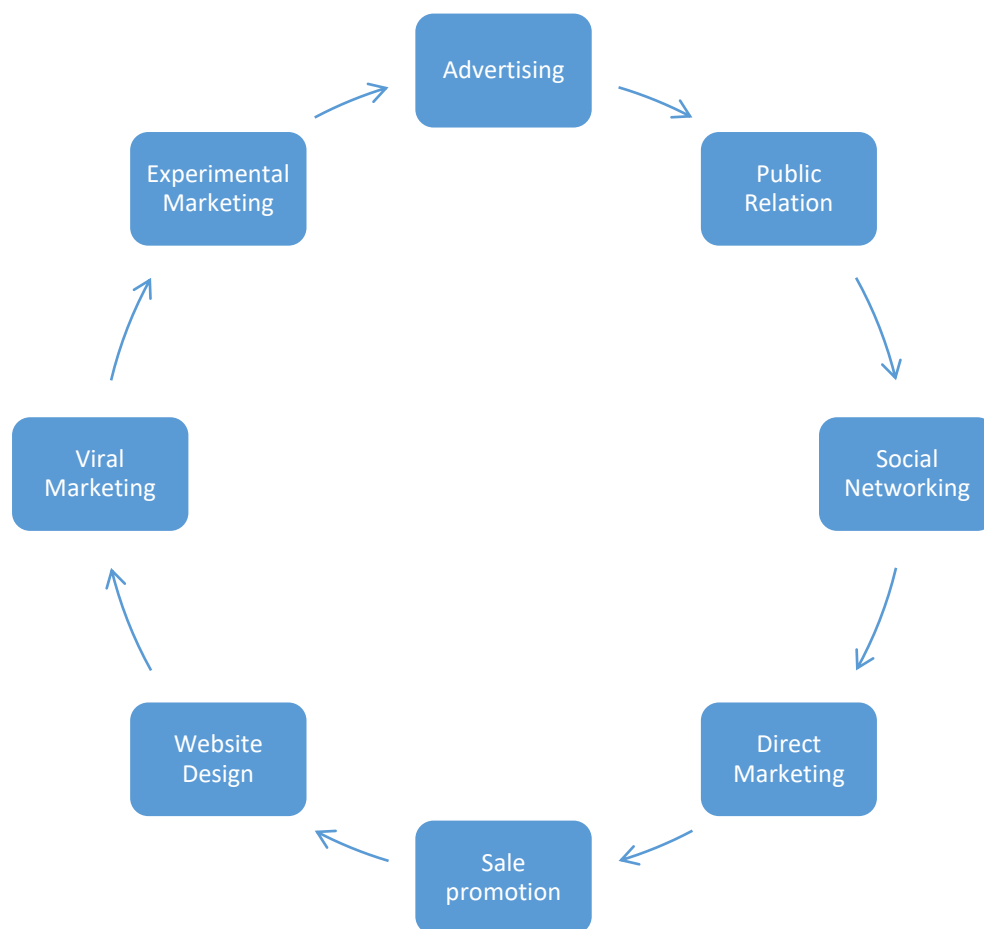 Advertising
Public
Relation
Social
Networking
Direct
Marketing
Sale
promotion
Website
Design
Viral
Marketing
Experimental
Marketing